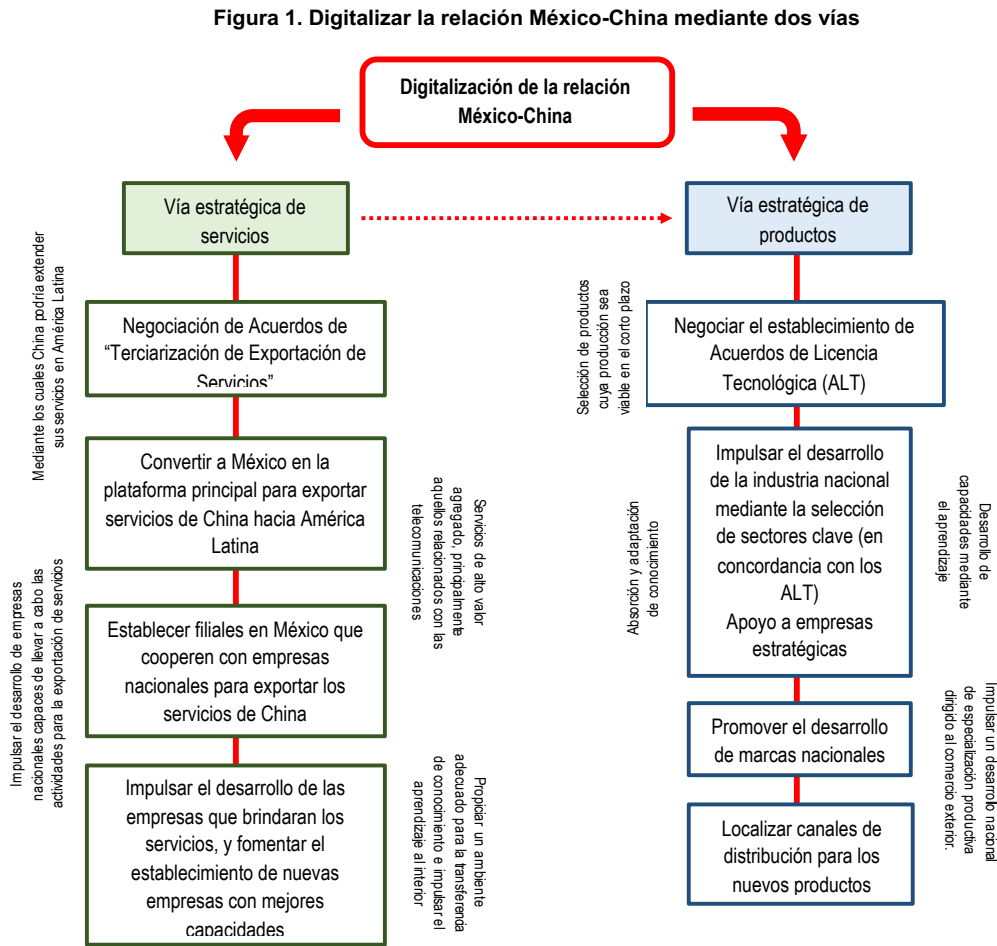 Figura 1. Digitalizar la relación México-China mediante dos vías
Digitalización de la relación
México-China
Vía estratégica de
servicios
Mediante los cuales China podría extender
sus servicios en América Latina
Negociación de Acuerdos de
“Terciarización de Exportación de
Servicios”
Convertir a México en la
plataforma principal para exportar
servicios de China hacia América
Latina
Servicios de alto valor
agregado, principalmente
aquellos relacionados con las
telecomunicaciones
Impulsar el desarrollo de empresas
nacionales capaces de llevar a cabo las
actividades para la exportación de servicios
Establecer filiales en México que
cooperen con empresas
nacionales para exportar los
servicios de China
Impulsar el desarrollo de las
empresas que brindaran los
servicios, y fomentar el
establecimiento de nuevas
empresas con mejores
capacidades
Propiciar un ambiente
adecuado para la transferencia
de conocimiento e impulsar el
aprendizaje al interior
Vía estratégica de
productos
Selección de productos
cuya producción sea
viable en el corto plazo
Negociar el establecimiento de
Acuerdos de Licencia
Tecnológica (ALT)
Absorción y adaptación
de conocimiento
Impulsar el desarrollo
de la industria nacional
mediante la selección
de sectores clave (en
concordancia con los
ALT)
Apoyo a empresas
estratégicas
Desarrollo de
capacidades mediante
el aprendizaje
Promover el desarrollo
de marcas nacionales
Impulsar un desarrollo nacional
de especialización productiva
dirigido al comercio exterior.
Localizar canales de
distribución para los
nuevos productos